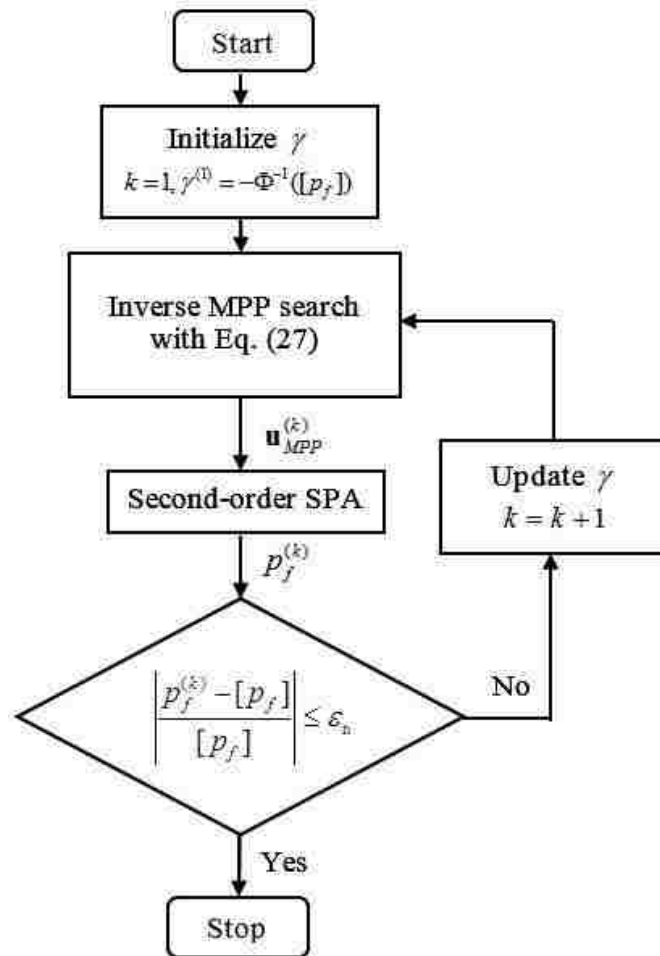 Start
Initialize γ
k = 1, γ^(1) = −Φ^-1([p_f])
Inverse MPP search
with Eq. (27)
u_MPP^(k)
Second-order SPA
Update γ
k = k + 1
p_f^(k)
No
|(p_f^(k) − [p_f]) / [p_f]| ≤ ε
Yes
Stop